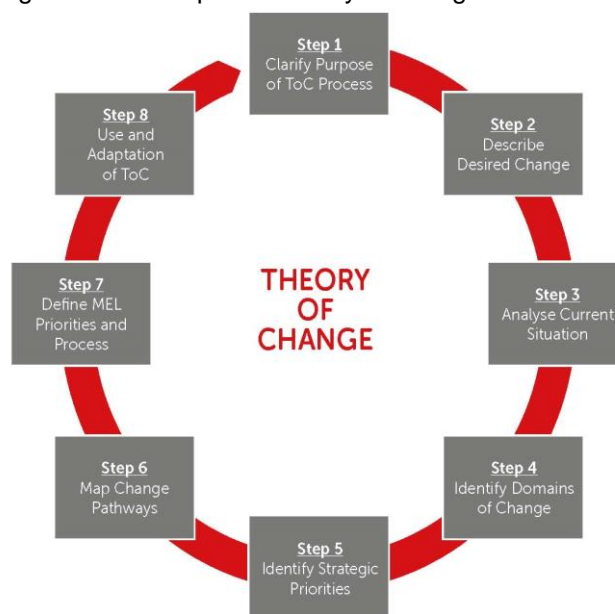 Step 1
Clarify Purpose
of ToC Process
Step 2
Describe
Desired Change
Step 3
Analyse Current
Situation
Step 4
Identify Domains
of Change
Step 5
Identify Strategic
Priorities
Step 6
Map Change
Pathways
Step 7
Define MEL
Priorities and
Process
Step 8
Use and
Adaptation
of ToC
THEORY
OF
CHANGE